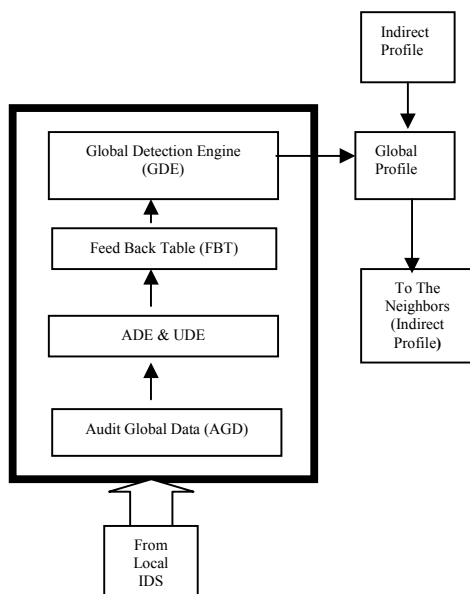 Indirect
Profile
Global Detection Engine
(GDE)
Global
Profile
Feed Back Table (FBT)
To The
Neighbors
(Indirect
Profile)
ADE & UDE
Audit Global Data (AGD)
From
Local
IDS